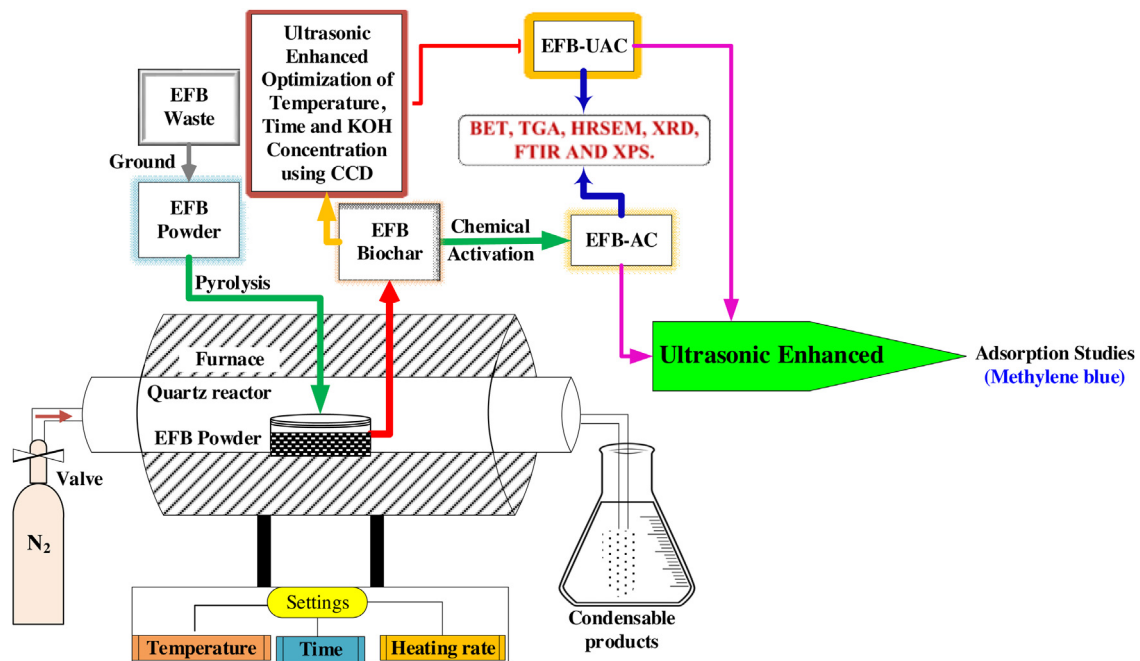 EFB
Waste
Ground
EFB
Powder
Pyrolysis
Ultrasonic
Enhanced
Optimization of
Temperature,
Time and KOH
Concentration
using CCD
EFB
Biochar
Chemical
Activation
EFB-UAC
BET, TGA, HRSEM, XRD,
FTIR AND XPS.
EFB-AC
Ultrasonic Enhanced
Adsorption Studies
(Methylene blue)
Furnace
Quartz reactor
EFB Powder
Valve
N₂
Settings
Temperature
Time
Heating rate
Condensable
products